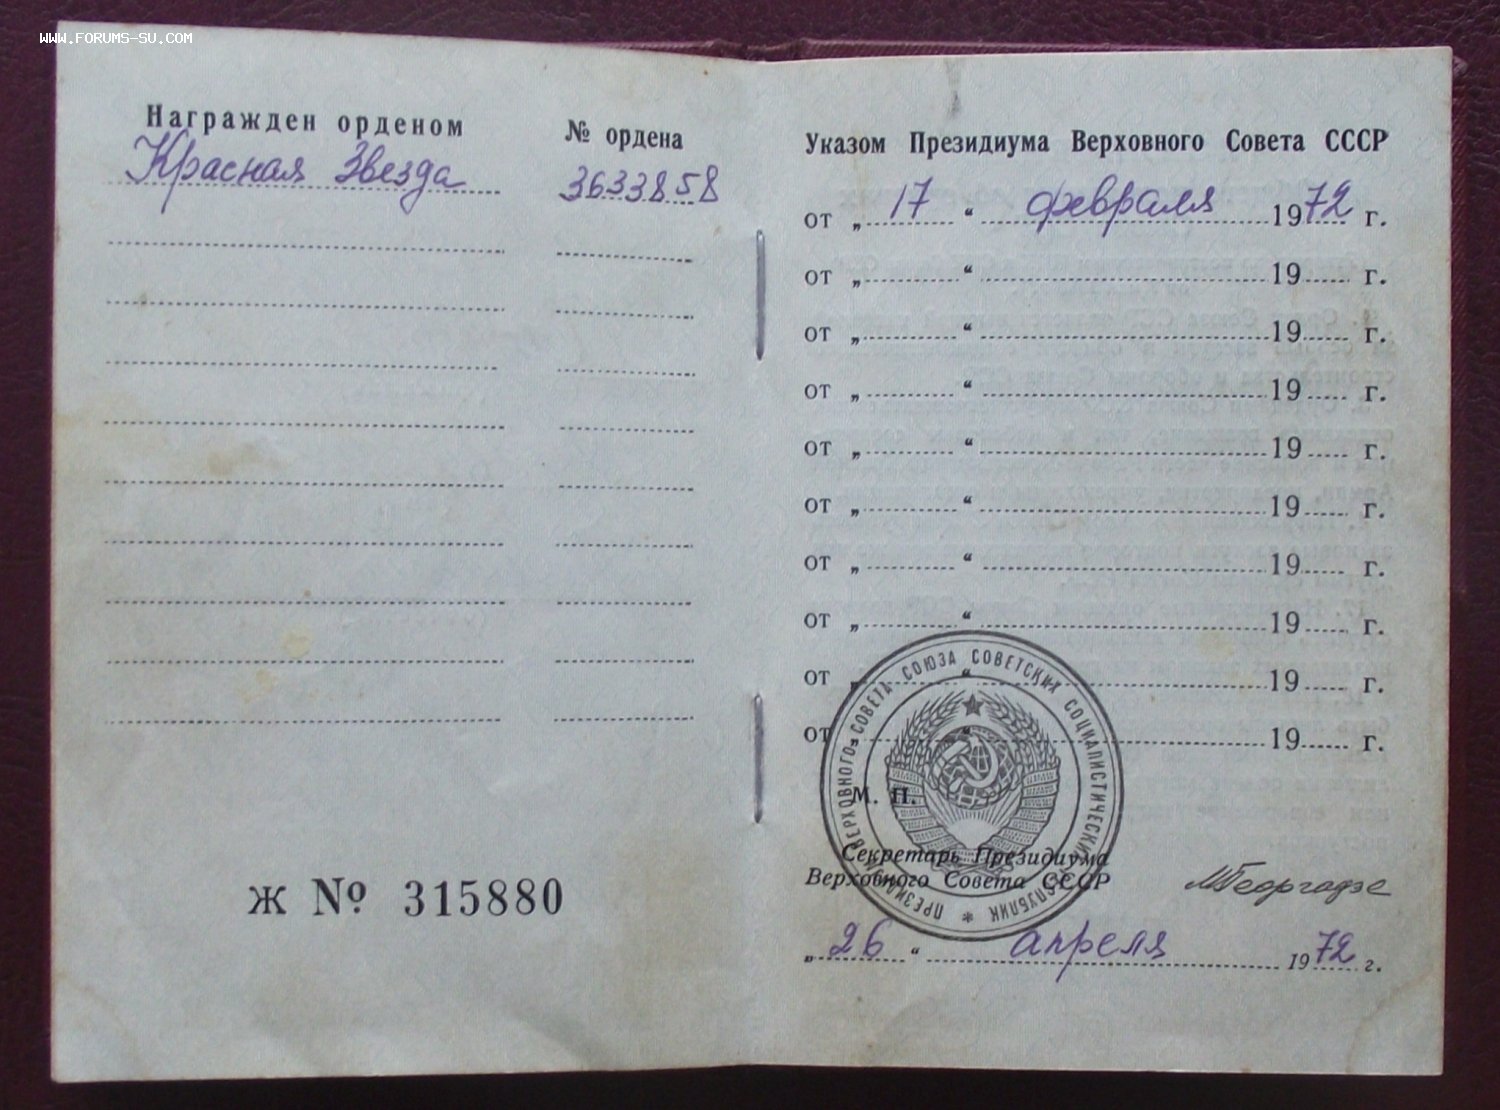 WWW.FORUMS-SU.COM
Награжден орденом
№ ордена
Красная Звезда
3633858
Ж № 315880
Указом Президиума Верховного Совета СССР
от „ 17 “ февраля 1972 г.
от „ “ 19 г.
от „ “ 19 г.
от „ “ 19 г.
от „ “ 19 г.
от „ “ 19 г.
от „ “ 19 г.
от „ “ 19 г.
от „ “ 19 г.
от „ “ 19 г.
ПРЕЗИДИУМ ВЕРХОВНОГО СОВЕТА СОЮЗА СОВЕТСКИХ СОЦИАЛИСТИЧЕСКИХ РЕСПУБЛИК *
М. П.
Секретарь Президиума
Верховного Совета СССР
МГеоргадзе
„ 26 “ апреля 1972 г.